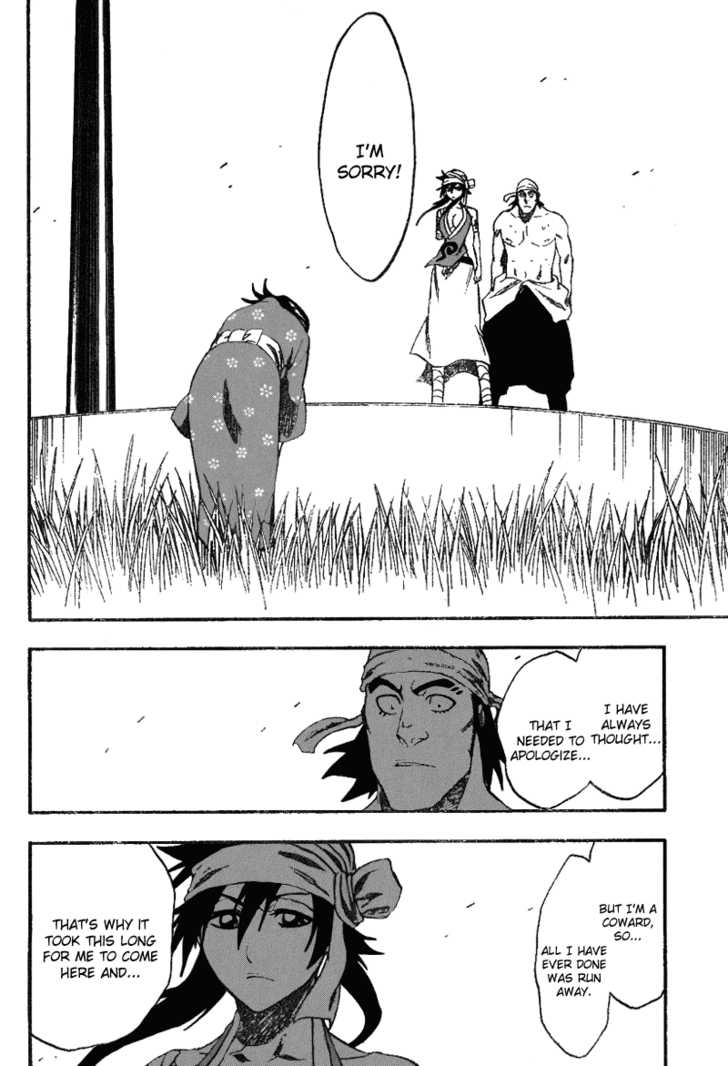 I'M
SORRY!
I HAVE
ALWAYS
THOUGHT...
THAT I
NEEDED TO
APOLOGIZE...
BUT I'M A
COWARD,
SO...
ALL I HAVE
EVER DONE
WAS RUN
AWAY.
THAT'S WHY IT
TOOK THIS LONG
FOR ME TO COME
HERE AND...